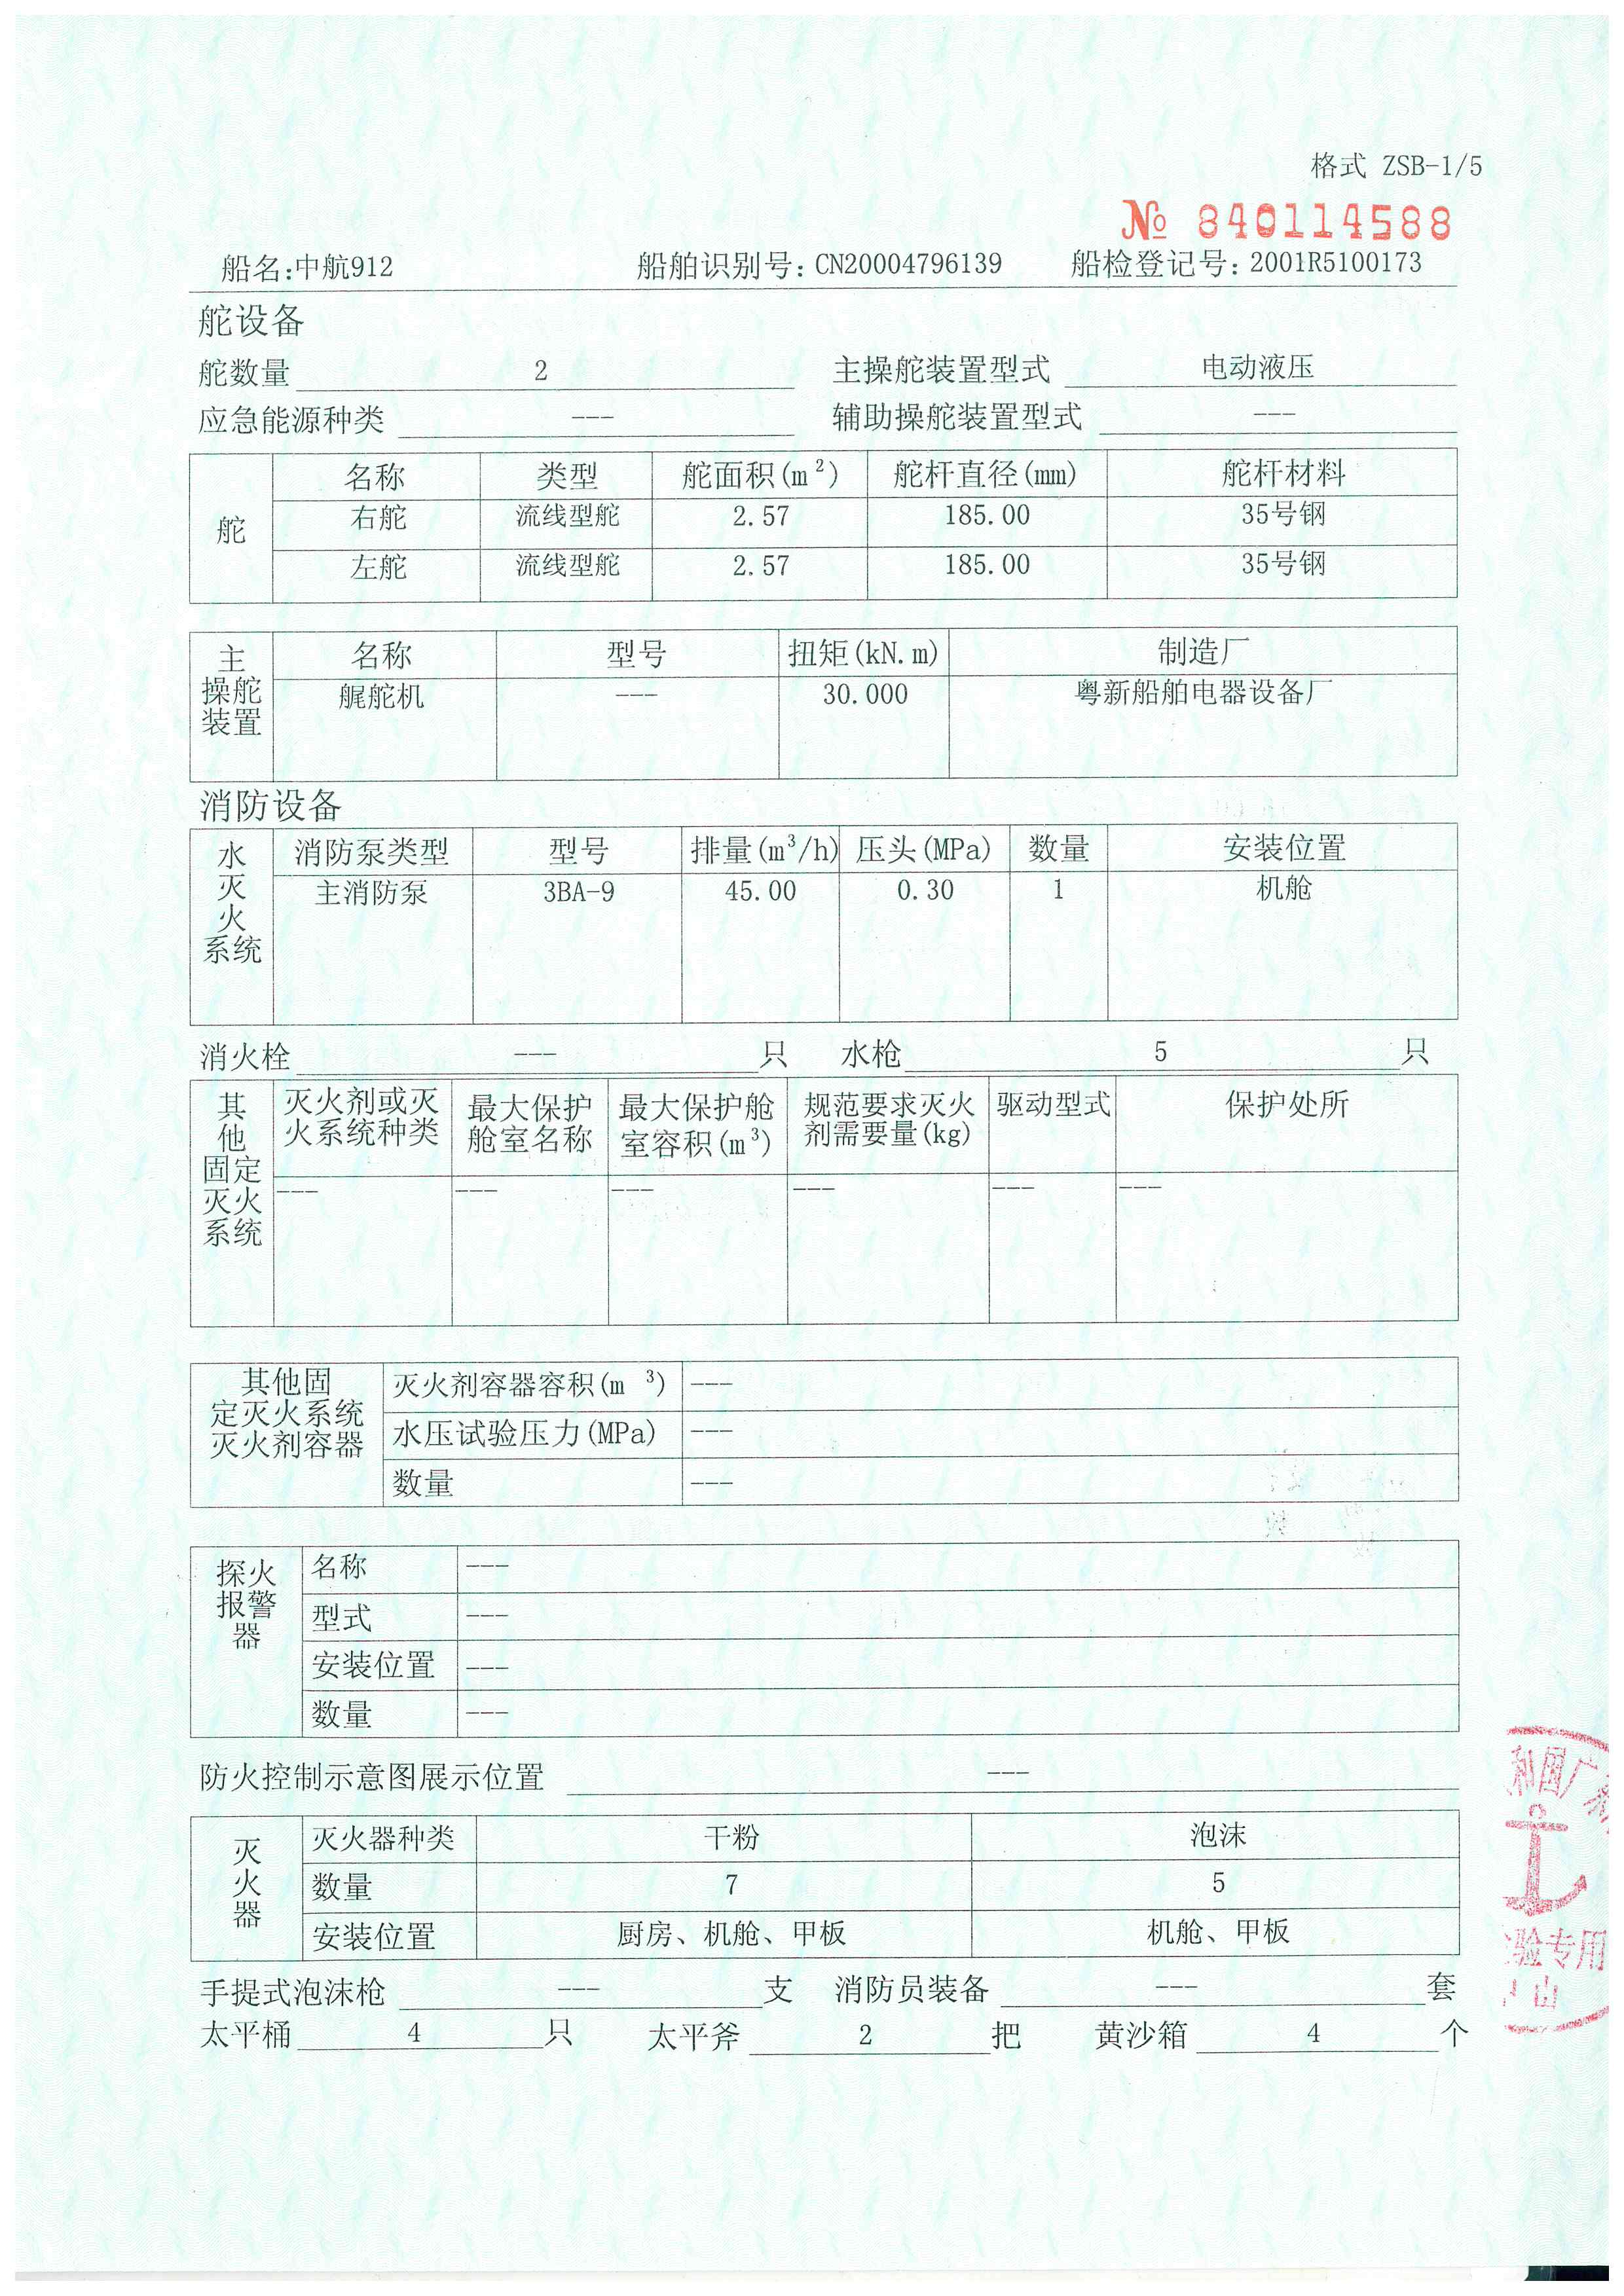 格式 ZSB-1/5
№ 840114588
船名:中航912 船舶识别号: CN20004796139 船检登记号: 2001R5100173
舵设备
舵数量 2 主操舵装置型式 电动液压
应急能源种类 --- 辅助操舵装置型式 ---
舵 名称 类型 舵面积(m²) 舵杆直径(mm) 舵杆材料
右舵 流线型舵 2.57 185.00 35号钢
左舵 流线型舵 2.57 185.00 35号钢
主操舵装置 名称 型号 扭矩(kN.m) 制造厂
艉舵机 --- 30.000 粤新船舶电器设备厂
消防设备
水灭火系统 消防泵类型 型号 排量(m³/h) 压头(MPa) 数量 安装位置
主消防泵 3BA-9 45.00 0.30 1 机舱
消火栓 --- 只 水枪 5 只
其他固定灭火系统 灭火剂或灭火系统种类 最大保护舱室名称 最大保护舱室容积(m³) 规范要求灭火剂需要量(kg) 驱动型式 保护处所
--- --- --- --- --- ---
其他固定灭火系统灭火剂容器 灭火剂容器容积(m ³) ---
水压试验压力(MPa) ---
数量 ---
探火报警器 名称 ---
型式 ---
安装位置 ---
数量 ---
防火控制示意图展示位置 ---
灭火器 灭火器种类 干粉 泡沫
数量 7 5
安装位置 厨房、机舱、甲板 机舱、甲板
手提式泡沫枪 --- 支 消防员装备 --- 套
太平桶 4 只 太平斧 2 把 黄沙箱 4 个
和国广
验专用
山